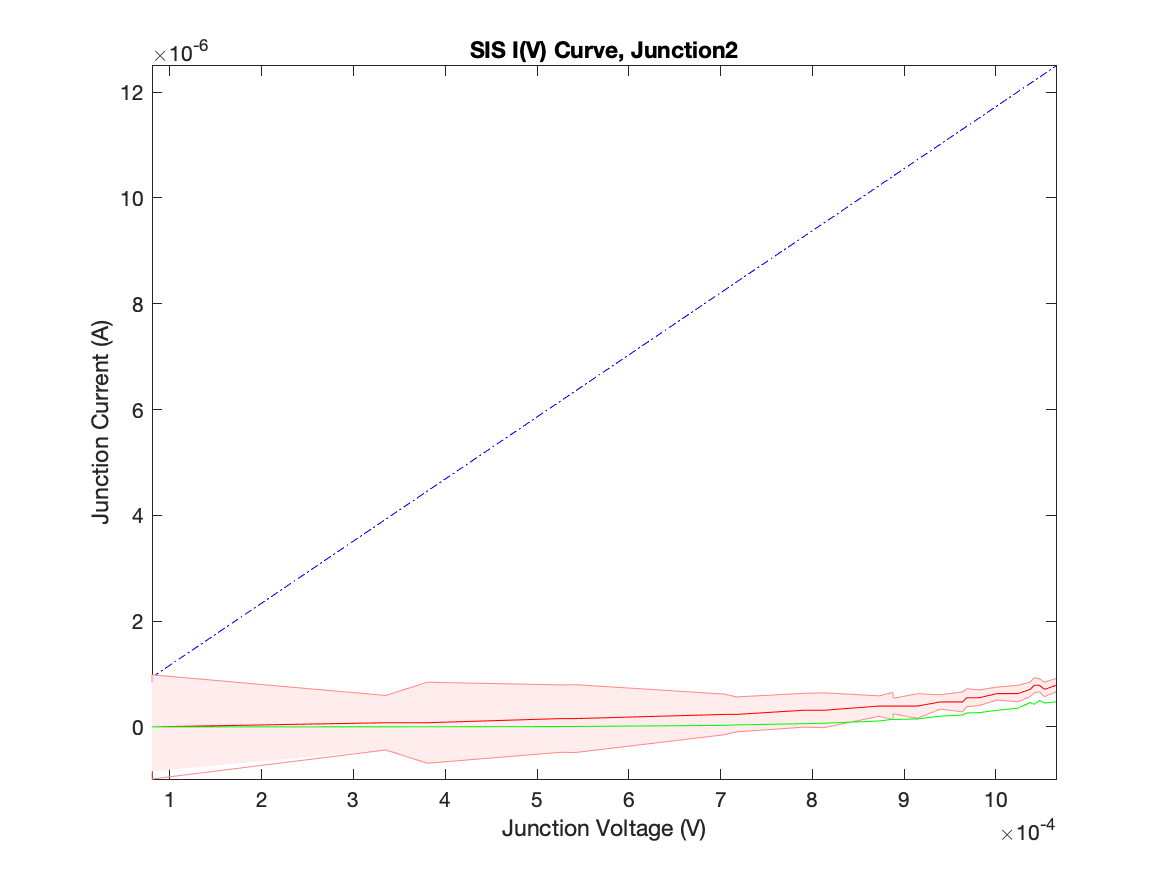 SIS I(V) Curve, Junction2
×10⁻⁶
12
10
8
6
4
2
0
Junction Current (A)
1 2 3 4 5 6 7 8 9 10
Junction Voltage (V)
×10⁻⁴